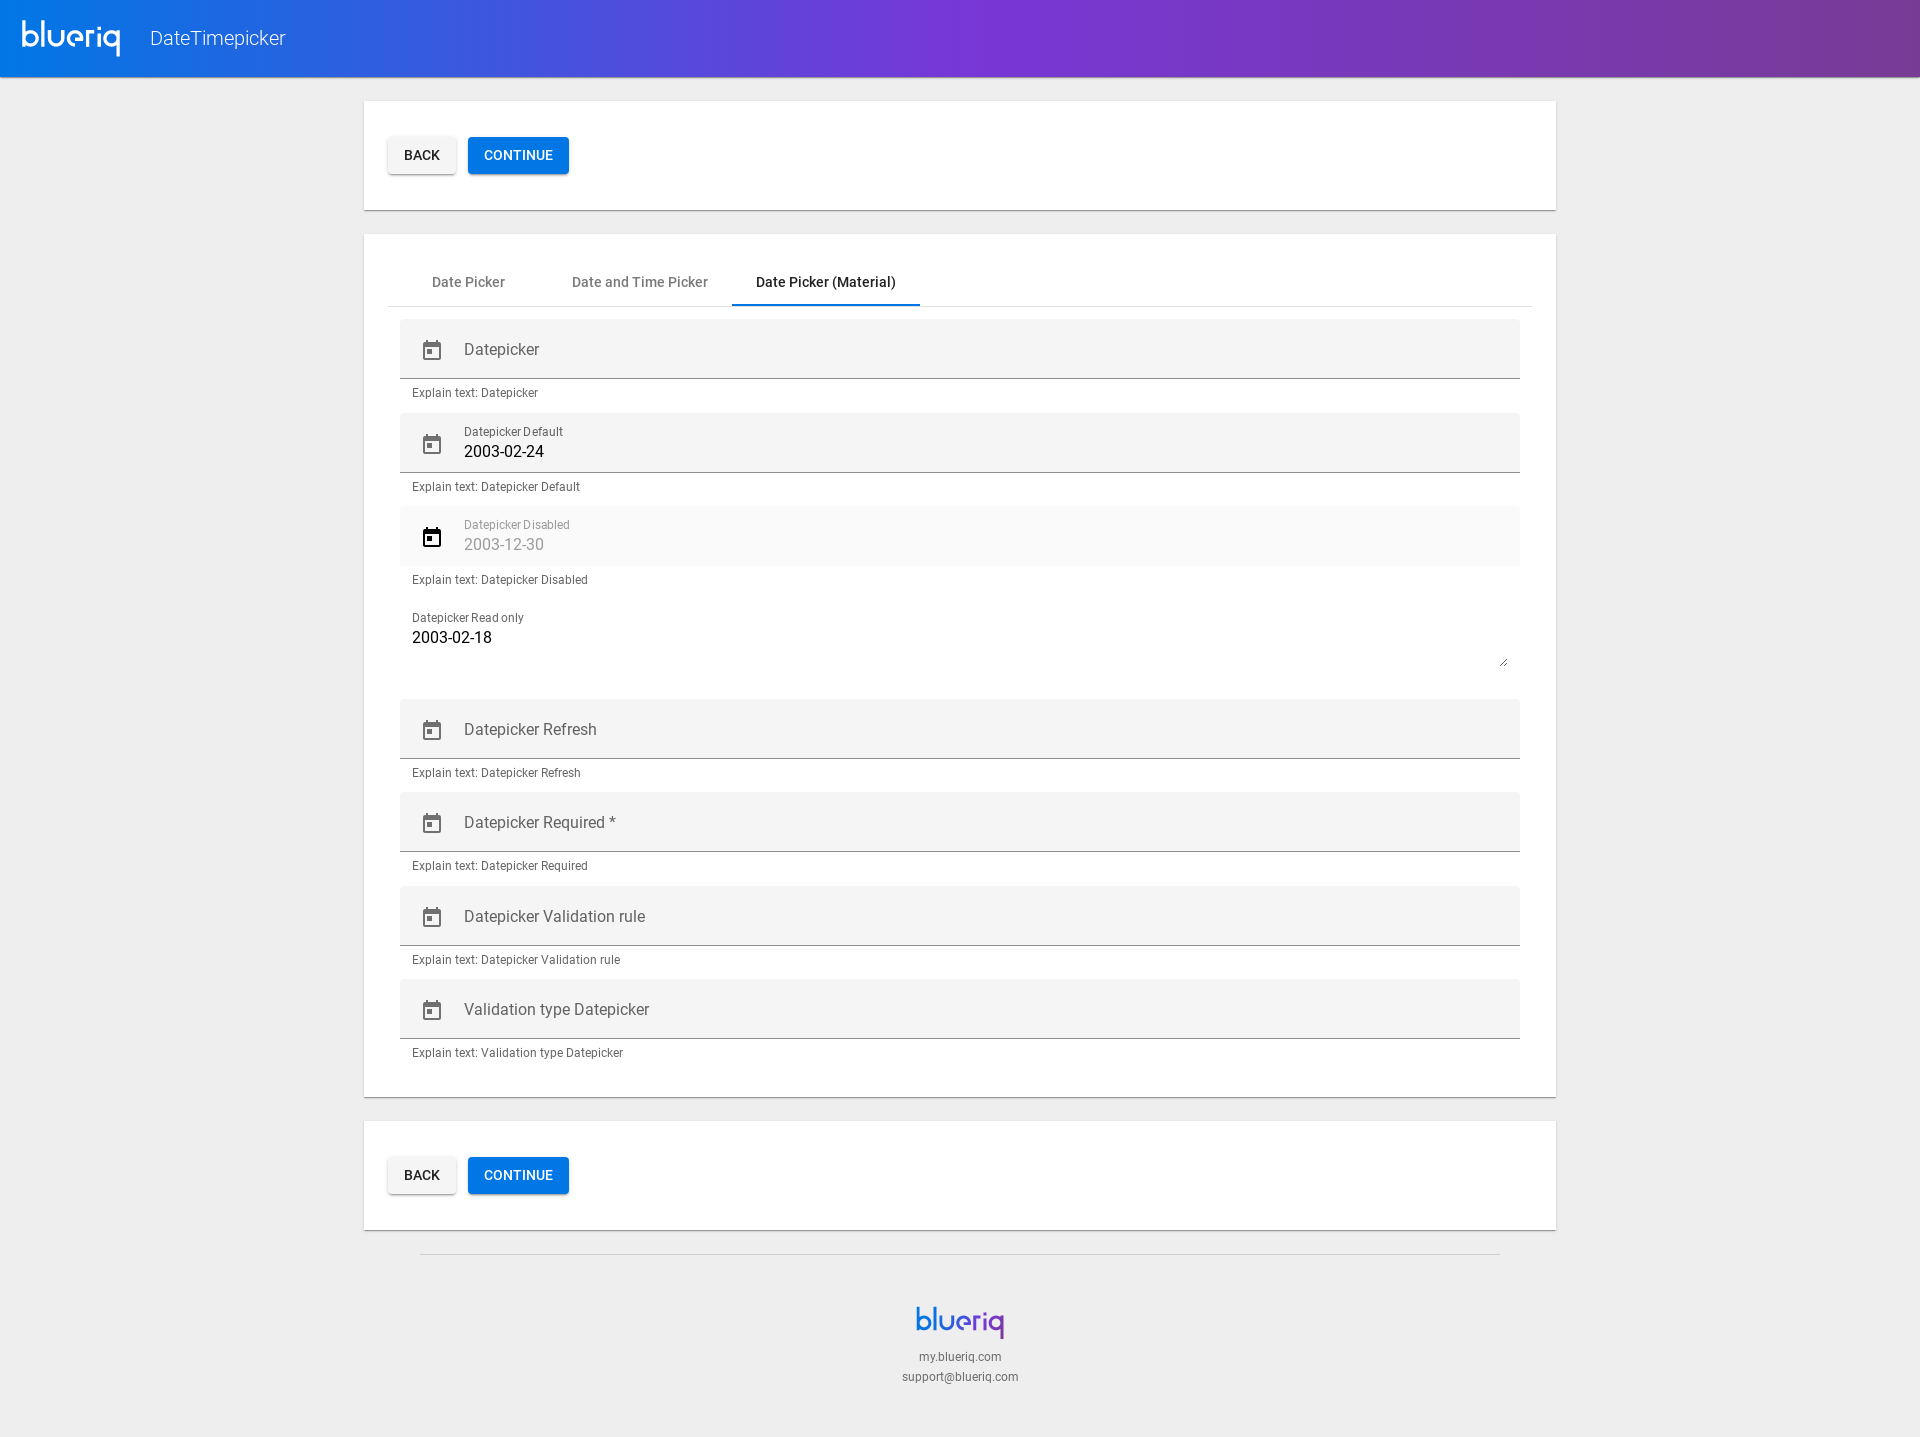 blueriq DateTimepicker
BACK CONTINUE
Date Picker Date and Time Picker Date Picker (Material)
Datepicker
Explain text: Datepicker
Datepicker Default
2003-02-24
Explain text: Datepicker Default
Datepicker Disabled
2003-12-30
Explain text: Datepicker Disabled
Datepicker Read only
2003-02-18
Datepicker Refresh
Explain text: Datepicker Refresh
Datepicker Required *
Explain text: Datepicker Required
Datepicker Validation rule
Explain text: Datepicker Validation rule
Validation type Datepicker
Explain text: Validation type Datepicker
BACK CONTINUE
blueriq
my.blueriq.com
support@blueriq.com